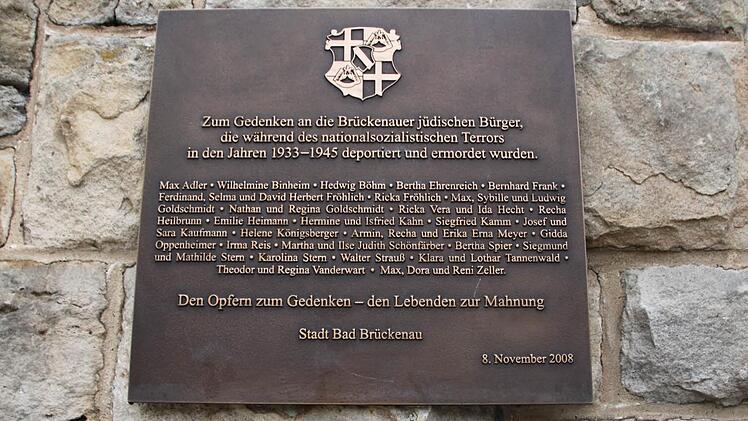 Zum Gedenken an die Brückenauer jüdischen Bürger,
die während des nationalsozialistischen Terrors
in den Jahren 1933–1945 deportiert und ermordet wurden.
Max Adler • Wilhelmine Binheim • Hedwig Böhm • Bertha Ehrenreich • Bernhard Frank •
Ferdinand, Selma und David Herbert Fröhlich • Ricka Fröhlich • Max, Sybille und Ludwig
Goldschmidt • Nathan und Regina Goldschmidt • Ricka Vera und Ida Hecht • Recha
Heilbrunn • Emilie Heimann • Hermine und Isfried Kahn • Siegfried Kamm • Josef und
Sara Kaufmann • Helene Königsberger • Armin, Recha und Erika Erna Meyer • Gidda
Oppenheimer • Irma Reis • Martha und Ilse Judith Schönfärber • Bertha Spier • Siegmund
und Mathilde Stern • Karolina Stern • Walter Strauß • Klara und Lothar Tannenwald •
Theodor und Regina Vanderwart • Max, Dora und Reni Zeller.
Den Opfern zum Gedenken – den Lebenden zur Mahnung
Stadt Bad Brückenau
8. November 2008